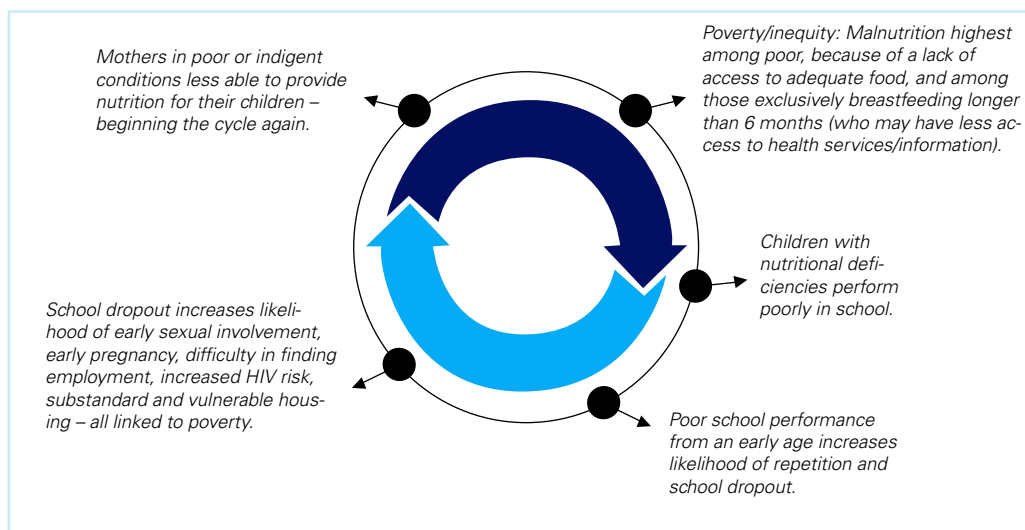 Mothers in poor or indigent
conditions less able to provide
nutrition for their children –
beginning the cycle again.
Poverty/inequity: Malnutrition highest
among poor, because of a lack of
access to adequate food, and among
those exclusively breastfeeding longer
than 6 months (who may have less ac-
cess to health services/information).
Children with
nutritional defi-
ciencies perform
poorly in school.
School dropout increases likeli-
hood of early sexual involvement,
early pregnancy, difficulty in finding
employment, increased HIV risk,
substandard and vulnerable hous-
ing – all linked to poverty.
Poor school performance
from an early age increases
likelihood of repetition and
school dropout.